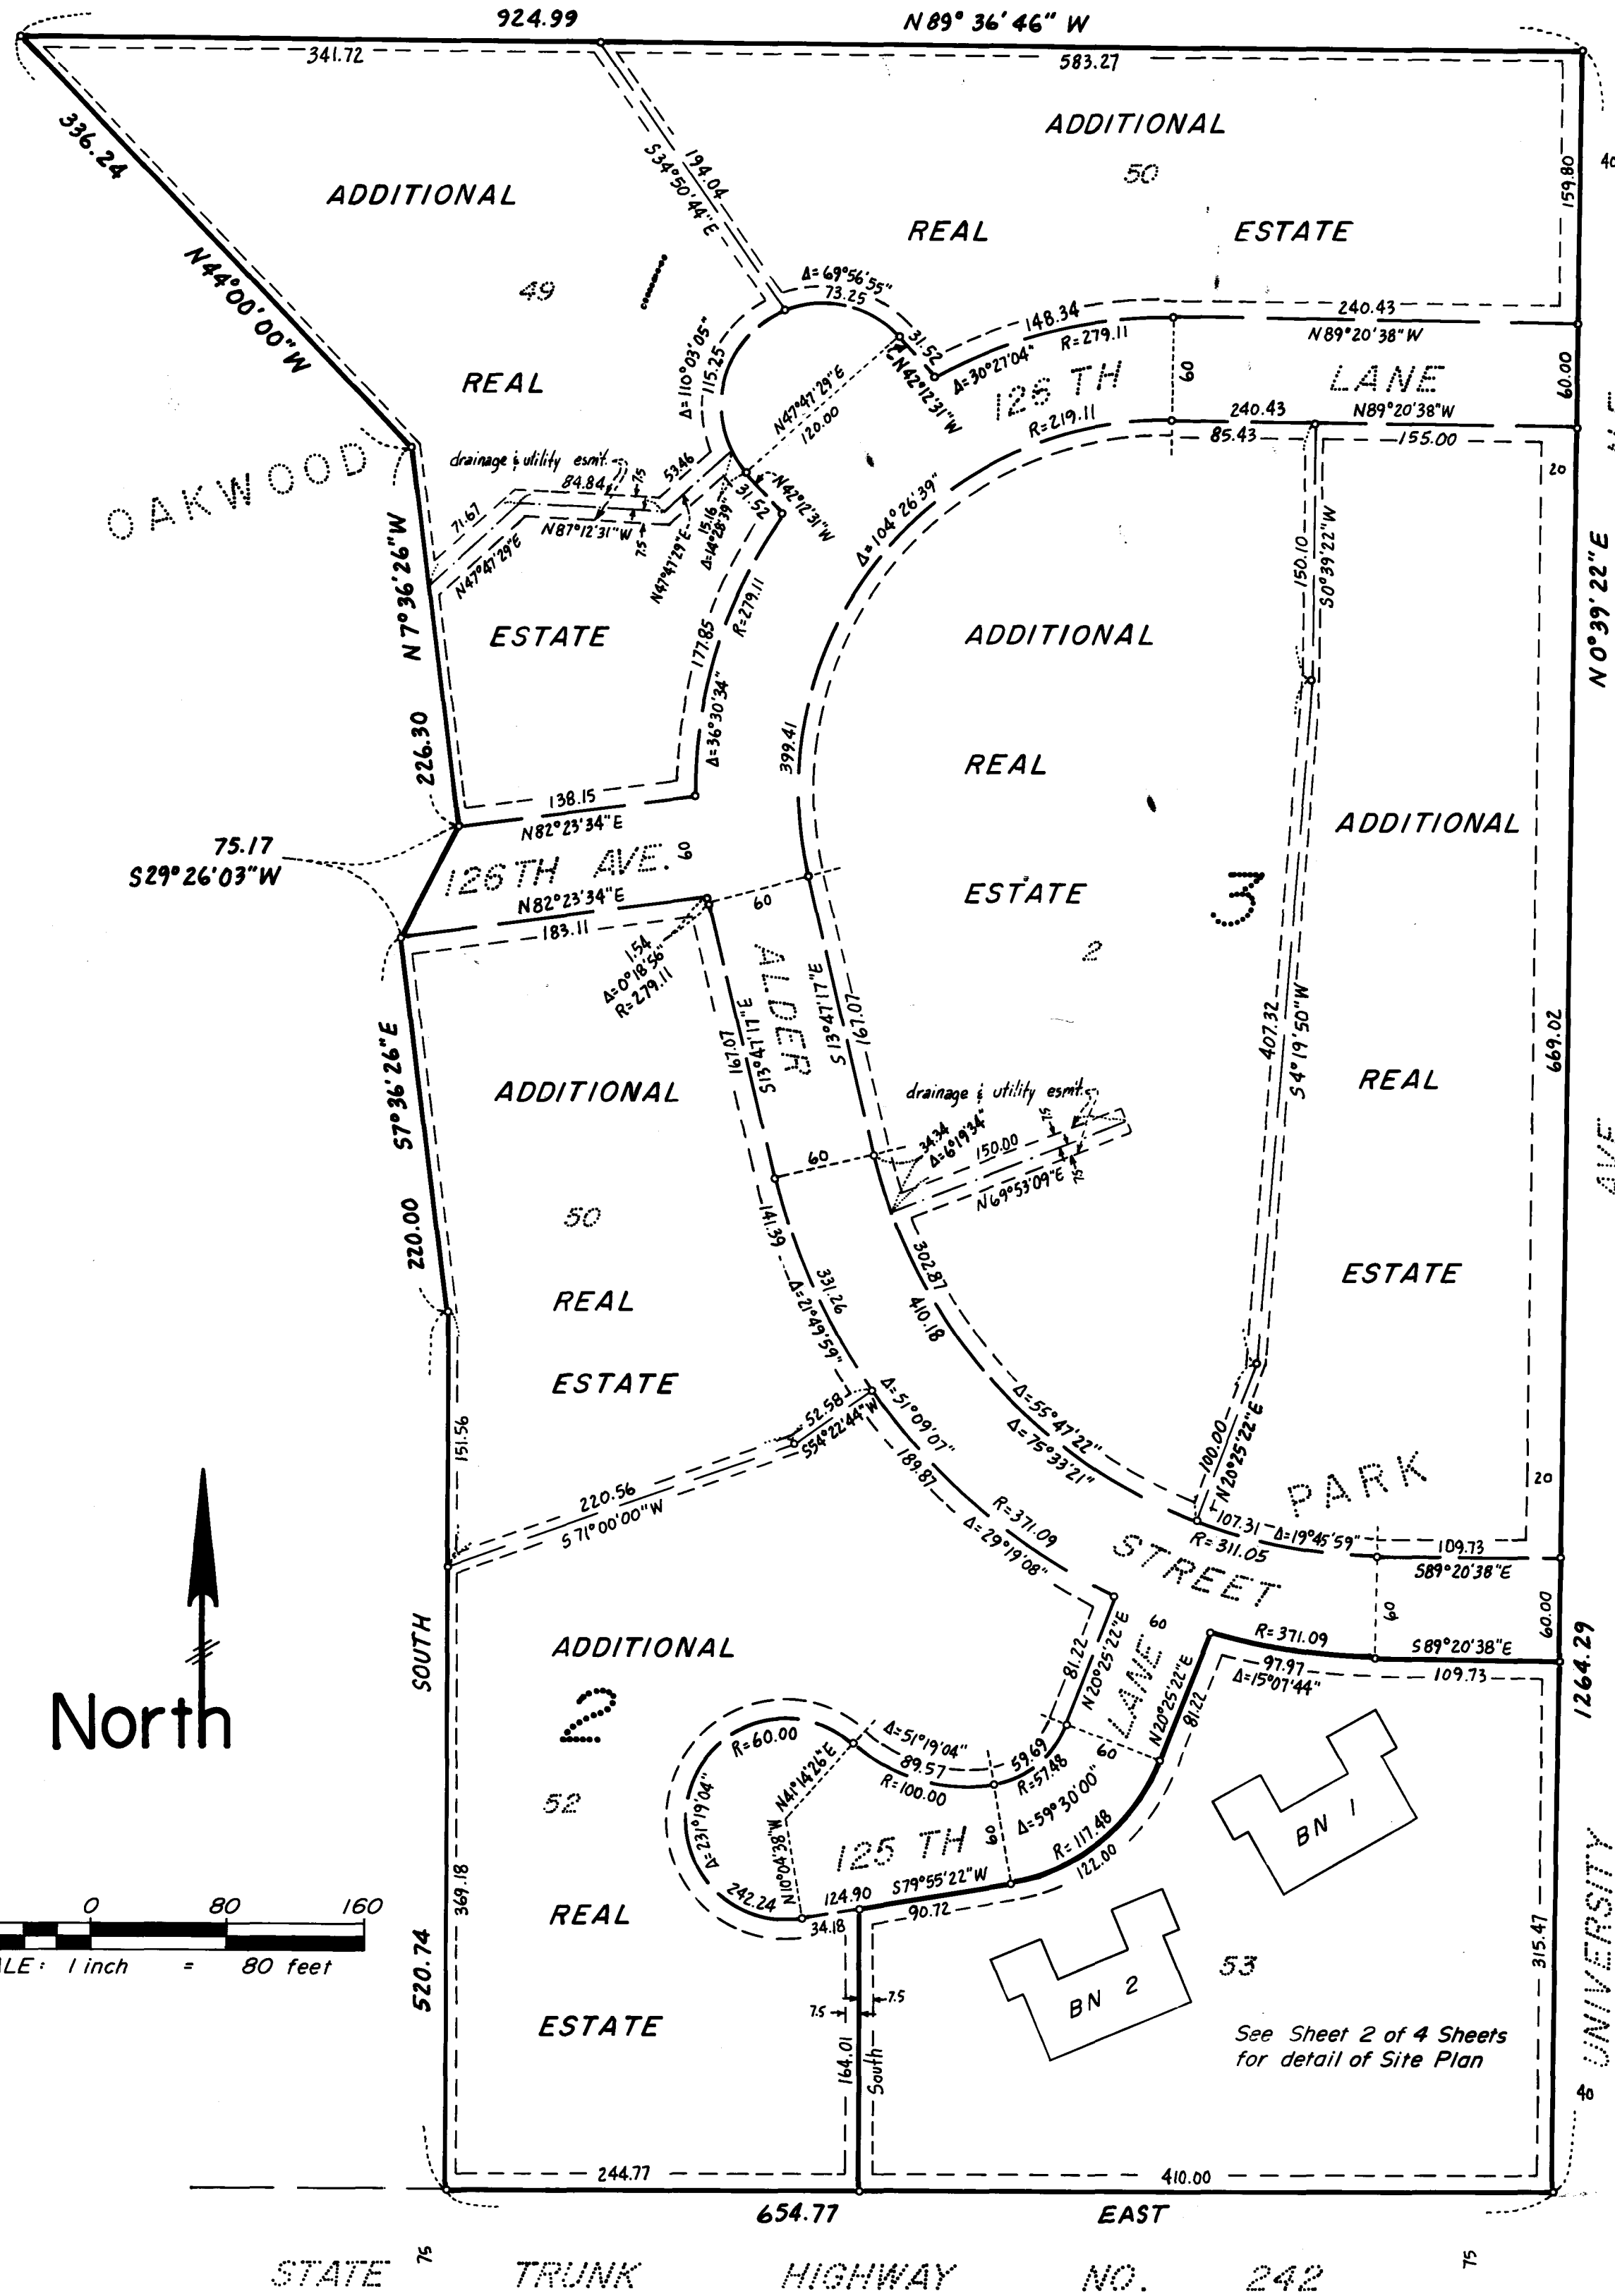 924.99
N 89° 36' 46" W
341.72
583.27
336.24
N44°00'00"W
ADDITIONAL
49
REAL
194.04
S34°50'44"E
ADDITIONAL
50
REAL ESTATE
159.80
40
Δ=69°56'55"
73.25
31.52
N42°12'31"W
148.34
R=279.11
Δ=30°27'04"
240.43
N89°20'38"W
126 TH LANE
60
60.00
Δ=110°03'05"
115.25
N47°47'29"E
120.00
R=219.11
240.43
N89°20'38"W
85.43
155.00
20
OAKWOOD
drainage & utility esmt.
84.84
7.5
53.46
71.67
N87°12'31"W
7.5
N47°47'29"E
N47°47'29"E
15.16
Δ=14°28'39"
31.52
N42°12'31"W
Δ=104°26'39"
150.10
S0°39'22"W
N7°36'26"W
226.30
ESTATE
177.85
R=279.11
Δ=36°30'34"
399.41
ADDITIONAL
REAL
ESTATE
2
3
N0°39'22"E
138.15
N82°23'34"E
75.17
S29°26'03"W
126TH AVE.
60
N82°23'34"E
183.11
60
1.54
Δ=0°18'56"
R=279.11
ALDER
S13°47'17"E
167.07
S 13°47'17"E
167.07
ADDITIONAL
REAL
ESTATE
407.32
S 4°19'50"W
669.02
S7°36'26"E
220.00
ADDITIONAL
50
REAL
ESTATE
drainage & utility esmt.
34.34
Δ=6°19'34"
150.00
7.5
7.5
N69°53'09"E
60
141.39
331.26
Δ=21°49'59"
302.87
410.18
Δ=55°47'22"
Δ=75°33'21"
AVE
151.56
52.58
S54°22'44"W
Δ=51°09'07"
189.87
220.56
S 71°00'00"W
R=371.09
Δ=29°19'08"
100.00
N20°25'22"E
PARK
20
107.31
Δ=19°45'59"
R=311.05
109.73
S89°20'38"E
STREET
60
60.00
North
SOUTH
520.74
369.18
ADDITIONAL
2
52
REAL
ESTATE
81.22
N20°25'22"E
60
LANE
N20°25'22"E
81.22
60
R=371.09
97.97
Δ=15°07'44"
S89°20'38"E
109.73
1264.29
R=60.00
N41°14'26"E
Δ=51°19'04"
89.57
R=100.00
59.69
R=57.48
Δ=59°30'00"
R=117.48
122.00
Δ=231°19'04"
242.24
N10°04'38"W
125 TH
60
124.90
S79°55'22"W
34.18
90.72
BN 1
BN 2
53
315.47
UNIVERSITY
0 80 160
LE: 1 inch = 80 feet
7.5
7.5
164.01
South
See Sheet 2 of 4 Sheets
for detail of Site Plan
40
244.77
410.00
654.77
EAST
75
75
STATE TRUNK HIGHWAY NO. 242